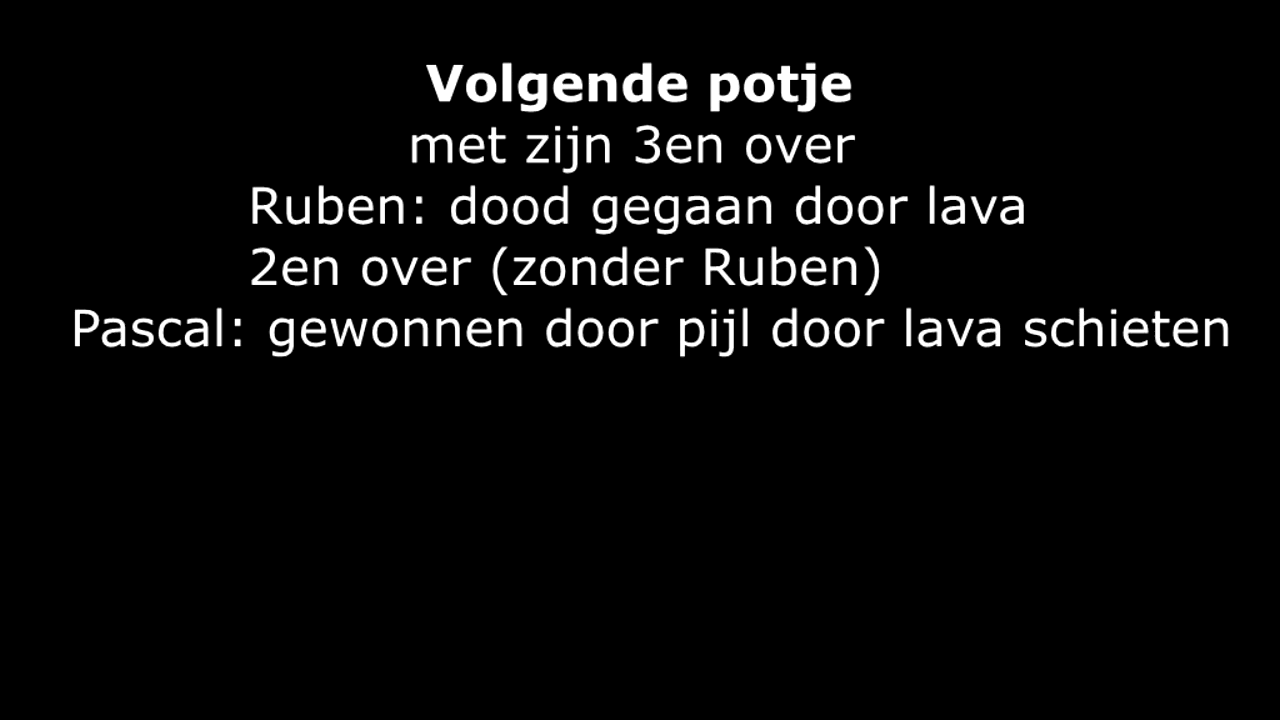 Volgende potje
met zijn 3en over
Ruben: dood gegaan door lava
2en over (zonder Ruben)
Pascal: gewonnen door pijl door lava schieten